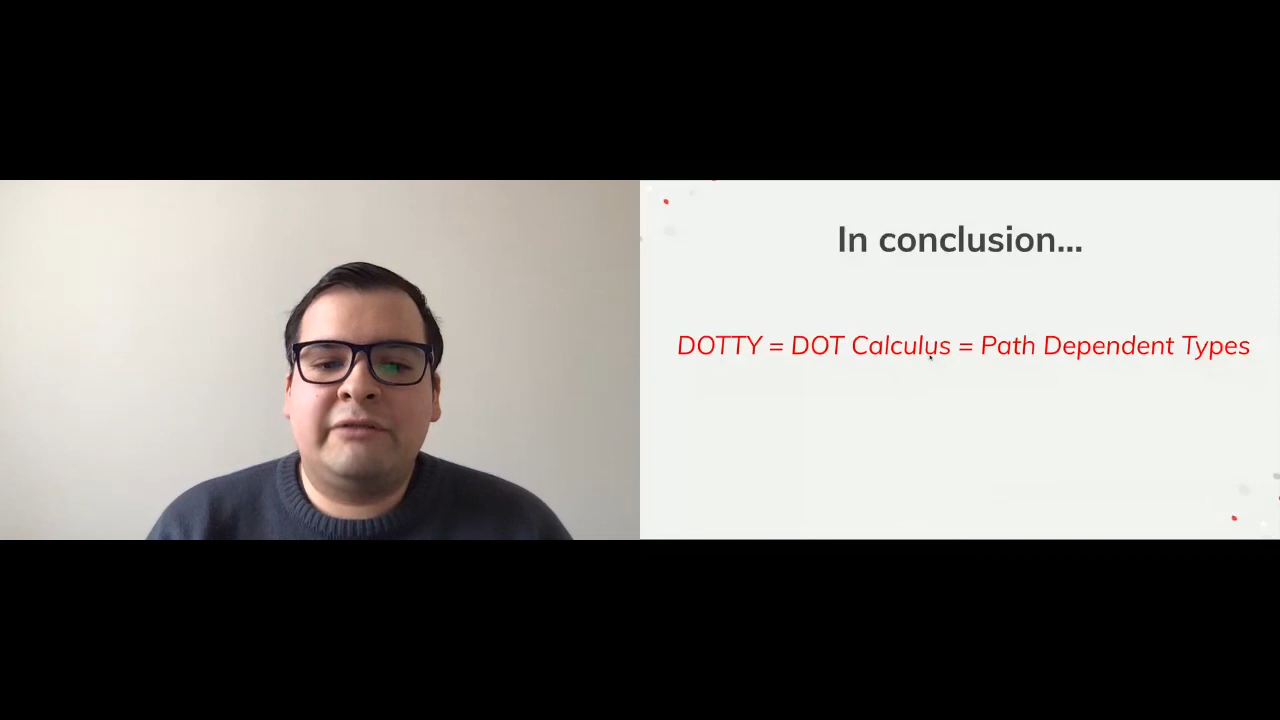 In conclusion...
DOTTY = DOT Calculus = Path Dependent Types